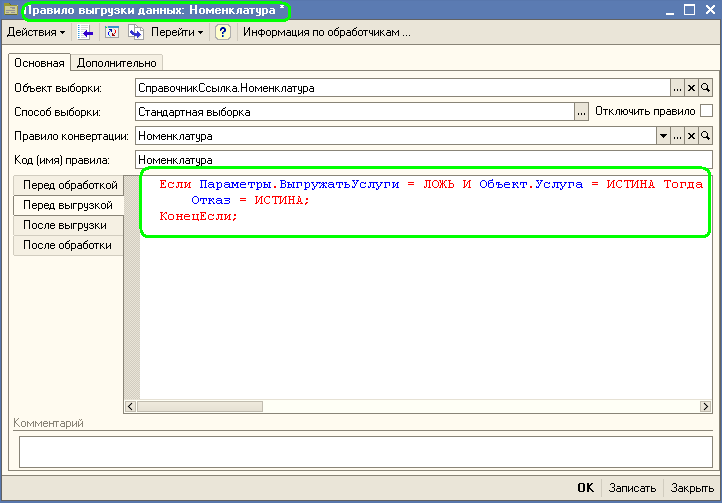 Правило выгрузки данных: Номенклатура *
Действия Перейти ? Информация по обработчикам ...
Основная Дополнительно
Объект выборки: СправочникСсылка.Номенклатура ...
Способ выборки: Стандартная выборка ... Отключить правило
Правило конвертации: Номенклатура ...
Код (имя) правила: Номенклатура
Перед обработкой
Перед выгрузкой
После выгрузки
После обработки
Если Параметры.ВыгружатьУслуги = ЛОЖЬ И Объект.Услуга = ИСТИНА Тогда
Отказ = ИСТИНА;
КонецЕсли;
Комментарий
OK Записать Закрыть